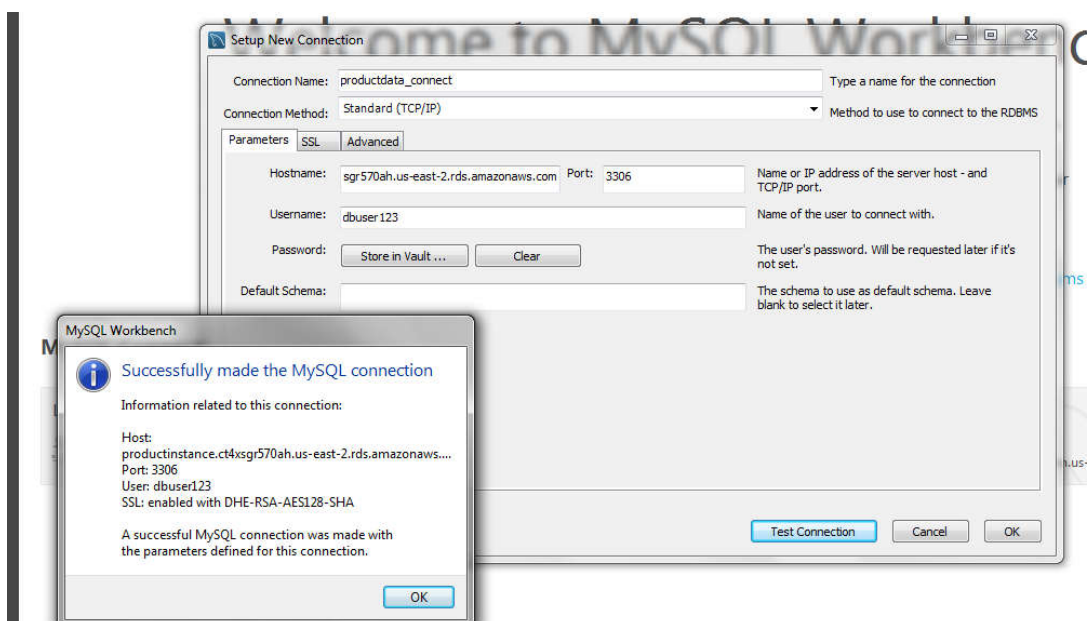 Welcome to MySQL Workbenc
Setup New Connection
Connection Name: productdata_connect Type a name for the connection
Connection Method: Standard (TCP/IP) Method to use to connect to the RDBMS
Parameters SSL Advanced
Hostname: sgr570ah.us-east-2.rds.amazonaws.com Port: 3306 Name or IP address of the server host - and
TCP/IP port.
Username: dbuser123 Name of the user to connect with.
Password: Store in Vault ... Clear The user's password. Will be requested later if it's
not set.
Default Schema: The schema to use as default schema. Leave
blank to select it later.
MySQL Workbench
Successfully made the MySQL connection
Information related to this connection:
Host:
productinstance.ct4xsgr570ah.us-east-2.rds.amazonaws....
Port: 3306
User: dbuser123
SSL: enabled with DHE-RSA-AES128-SHA
A successful MySQL connection was made with
the parameters defined for this connection.
OK
Test Connection Cancel OK